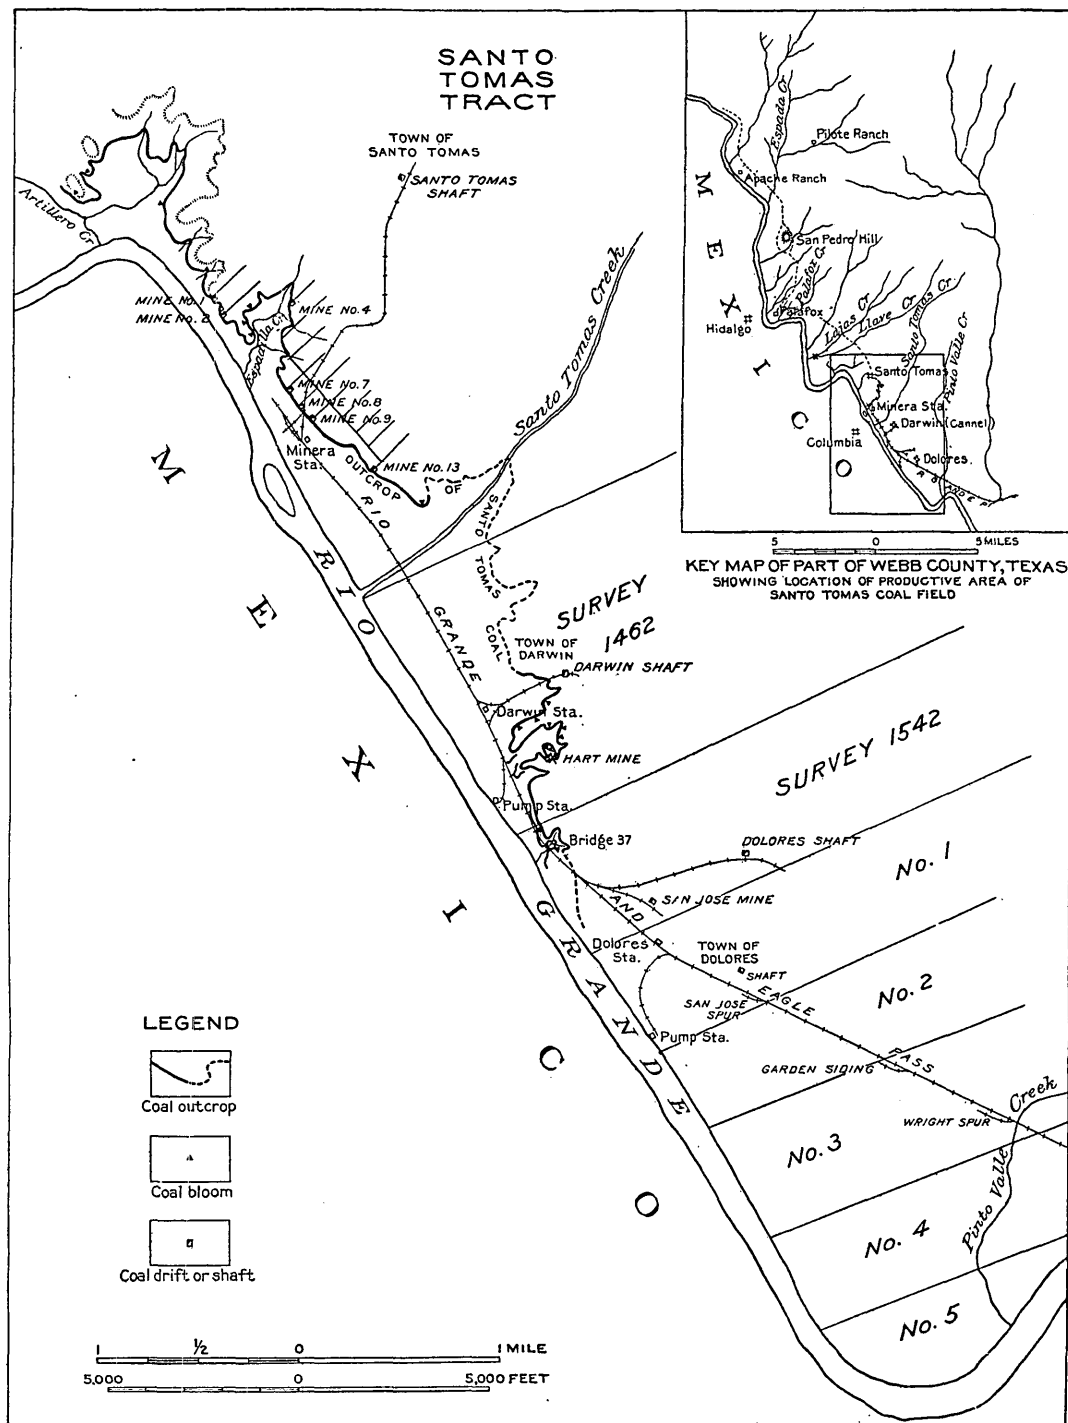 SANTO
TOMAS
TRACT
TOWN OF
SANTO TOMAS
SANTO TOMAS
SHAFT
Artillero Cr
MINE No. 1
MINE No. 2
MINE No. 4
Espadilla Cr
MINE No. 7
MINE No. 8
MINE No. 9
MINE No. 13
Minera
Sta.
OUTCROP OF SANTO TOMAS COAL
Santo Tomas Creek
RIO GRANDE AND EAGLE PASS
MEXICO
RIO GRANDE
SURVEY
1462
TOWN OF
DARWIN
DARWIN SHAFT
Darwin Sta.
HART MINE
Pump Sta.
Bridge 37
SURVEY 1542
DOLORES SHAFT
SAN JOSE MINE
No. 1
Dolores
Sta.
TOWN OF
DOLORES
SHAFT
SAN JOSE
SPUR
No. 2
Pump Sta.
GARDEN SIDING
WRIGHT SPUR
Pinto Valle Creek
No. 3
No. 4
No. 5
MEXICO
Espada Cr
Pilote Ranch
Apache Ranch
San Pedro Hill
Palafox Cr
Palafox
Hidalgo
Lajas Cr
Llave Cr
Santo Tomas Cr
Pinto Valle Cr
Santo Tomas
Minera Sta.
Darwin (Cannel)
Columbia
Dolores
5 0 5 MILES
KEY MAP OF PART OF WEBB COUNTY, TEXAS
SHOWING LOCATION OF PRODUCTIVE AREA OF
SANTO TOMAS COAL FIELD
LEGEND
Coal outcrop
Coal bloom
Coal drift or shaft
1 ½ 0 1 MILE
5,000 0 5,000 FEET